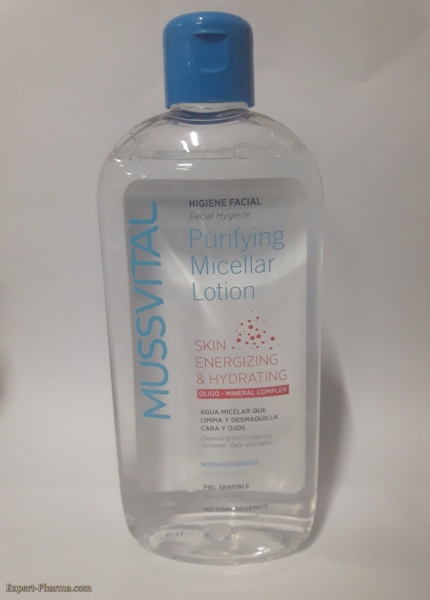 MUSSVITAL
HIGIENE FACIAL
Facial Hygiene
Purifying
Micellar
Lotion
SKIN
ENERGIZING
& HYDRATING
OLIGO - MINERAL COMPLEX
AGUA MICELAR QUE
LIMPIA Y DESMAQUILLA
CARA Y OJOS.
Cleansing and make-up
remover. Face and eyes.
HIPOALERGÉNICO
PIEL SENSIBLE
NO COMEDOGÉNICO
Expert-Pharma.com